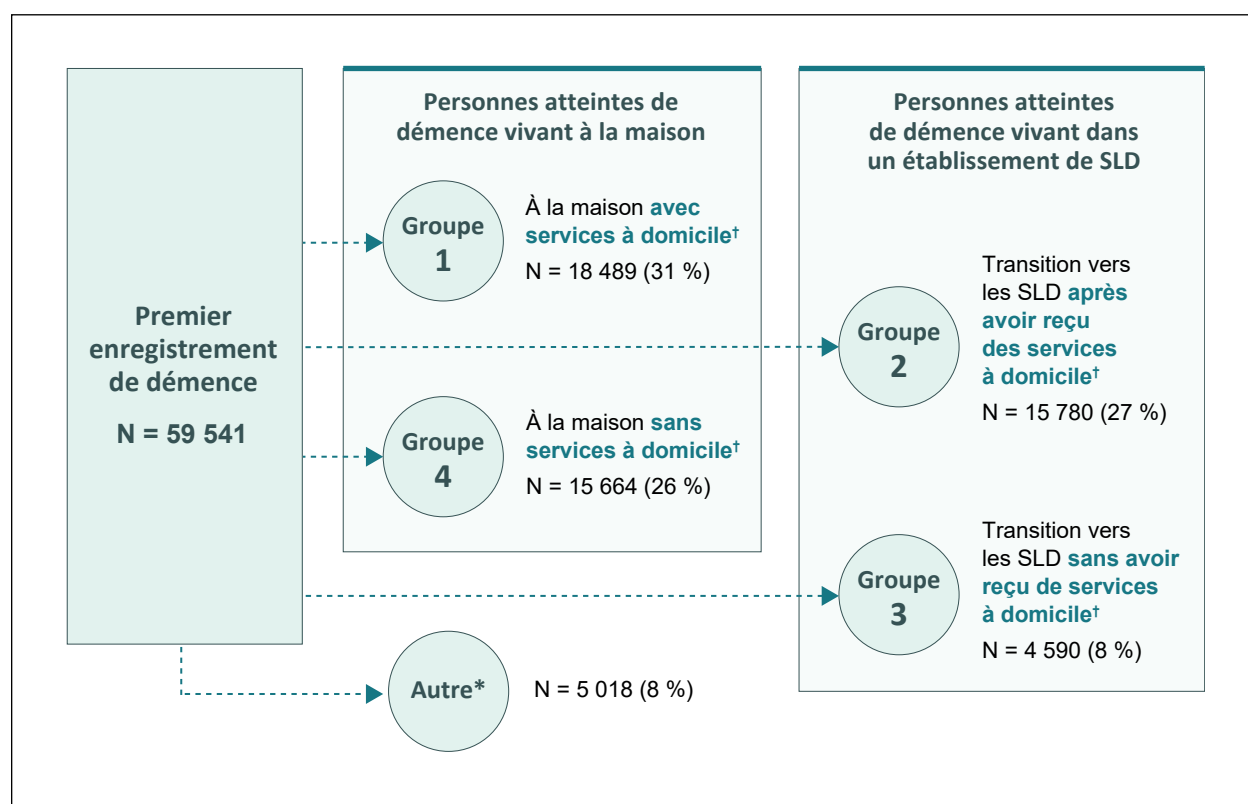 Premier
enregistrement
de démence
N = 59 541
Personnes atteintes de
démence vivant à la maison
Groupe
1
À la maison avec
services à domicile†
N = 18 489 (31 %)
Groupe
4
À la maison sans
services à domicile†
N = 15 664 (26 %)
Personnes atteintes
de démence vivant dans
un établissement de SLD
Groupe
2
Transition vers
les SLD après
avoir reçu
des services
à domicile†
N = 15 780 (27 %)
Groupe
3
Transition vers
les SLD sans avoir
reçu de services
à domicile†
N = 4 590 (8 %)
Autre*
N = 5 018 (8 %)